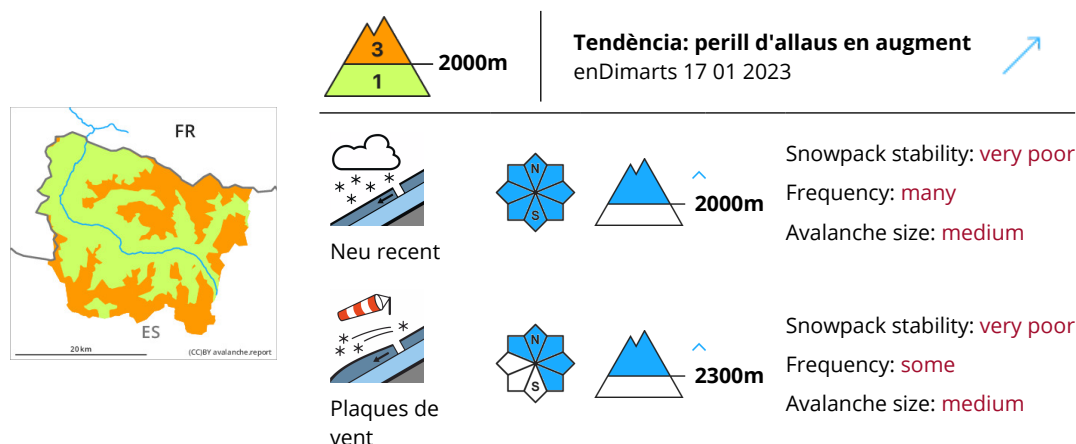 3
1
2000m
Tendència: perill d'allaus en augment
enDimarts 17 01 2023
FR
ES
20 km
(CC)BY avalanche.report
Neu recent
N
S
2000m
Snowpack stability: very poor
Frequency: many
Avalanche size: medium
Plaques de
vent
N
S
2300m
Snowpack stability: very poor
Frequency: some
Avalanche size: medium